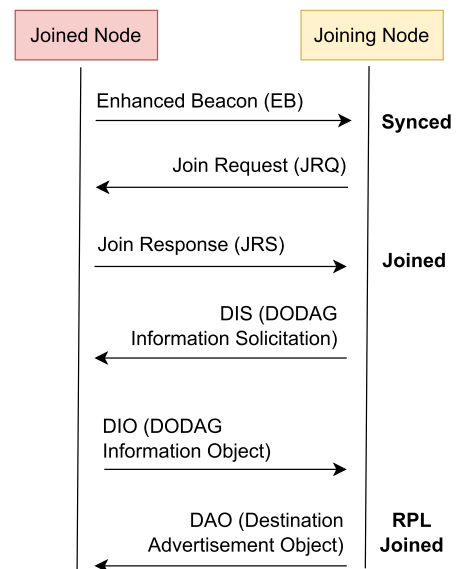 Joined Node
Joining Node
Enhanced Beacon (EB)
Synced
Join Request (JRQ)
Join Response (JRS)
Joined
DIS (DODAG
Information Solicitation)
DIO (DODAG
Information Object)
DAO (Destination
Advertisement Object)
RPL
Joined